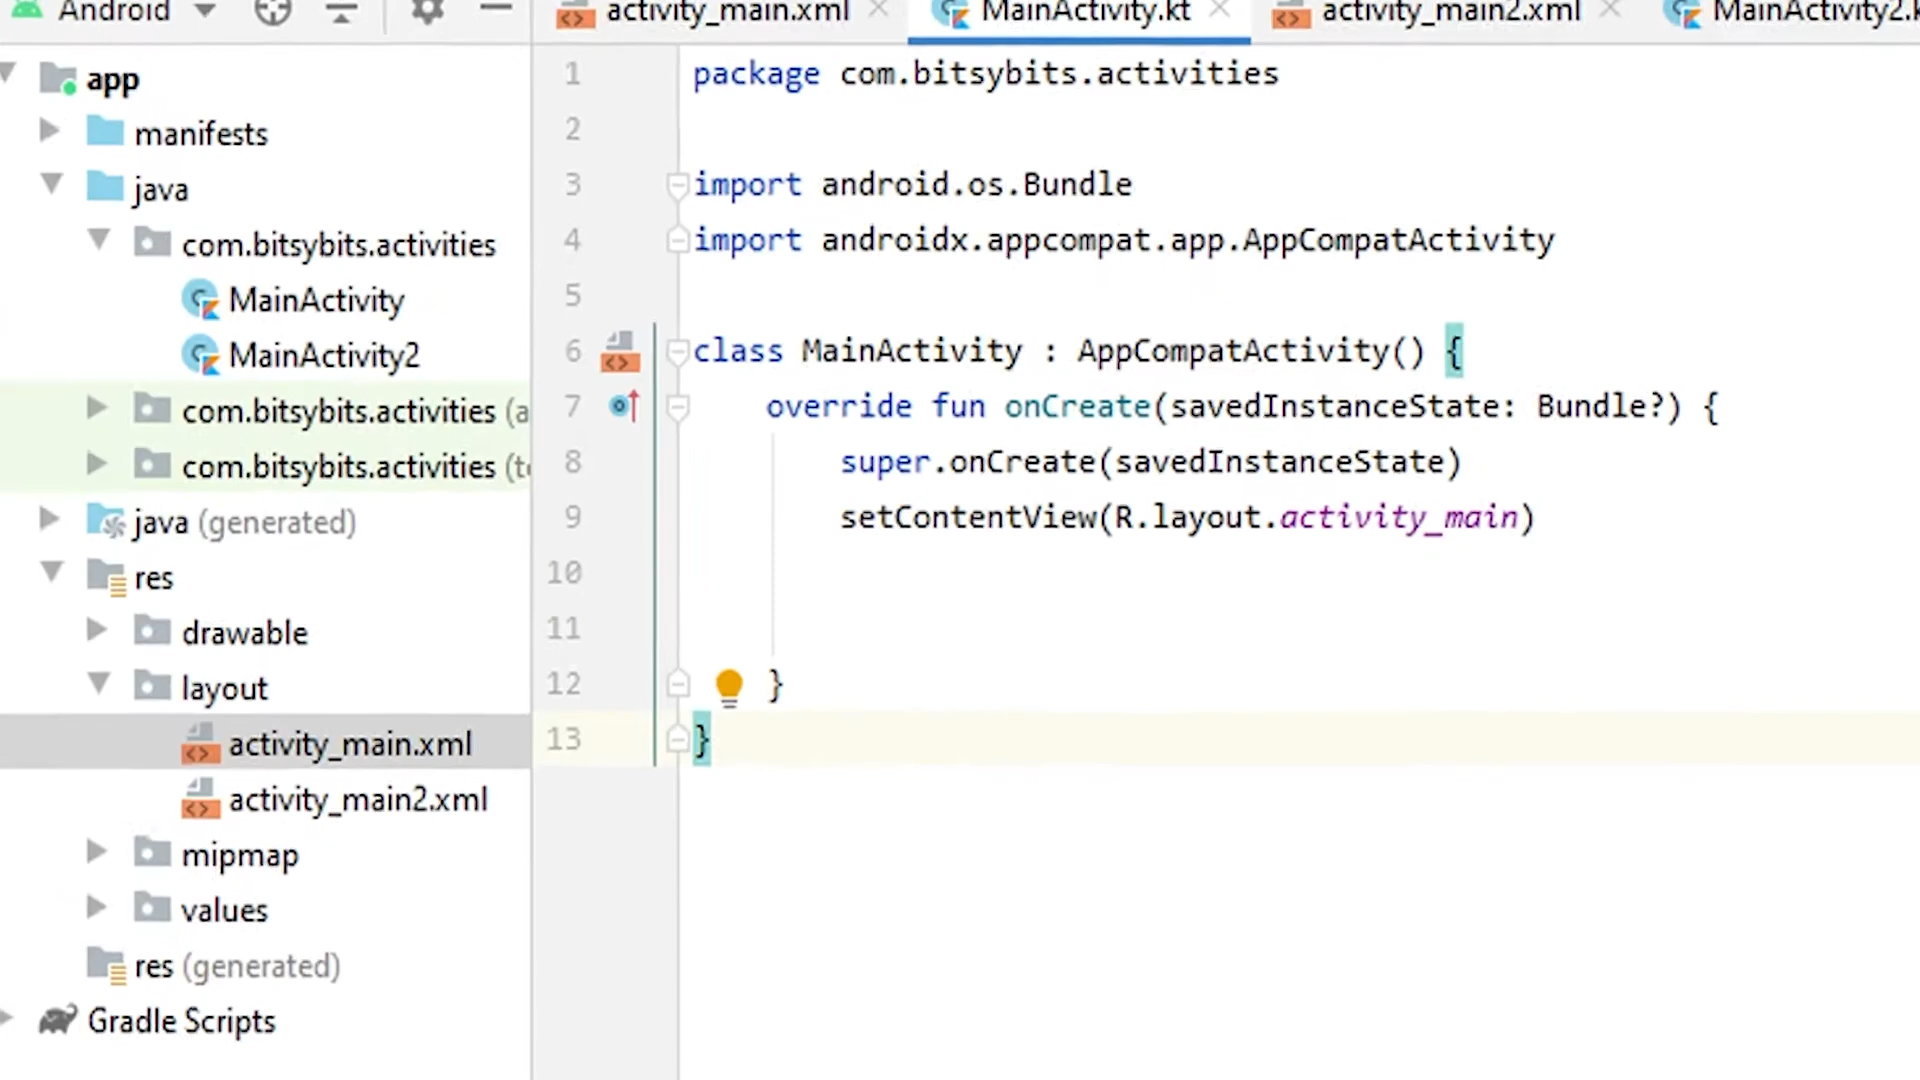 Android
activity_main.xml
MainActivity.kt
activity_main2.xml
MainActivity2.k
app
manifests
java
com.bitsybits.activities
MainActivity
MainActivity2
com.bitsybits.activities (a
com.bitsybits.activities (te
java (generated)
res
drawable
layout
activity_main.xml
activity_main2.xml
mipmap
values
res (generated)
Gradle Scripts
1 package com.bitsybits.activities
2
3 import android.os.Bundle
4 import androidx.appcompat.app.AppCompatActivity
5
6 class MainActivity : AppCompatActivity() {
7 override fun onCreate(savedInstanceState: Bundle?) {
8 super.onCreate(savedInstanceState)
9 setContentView(R.layout.activity_main)
10
11
12 }
13 }